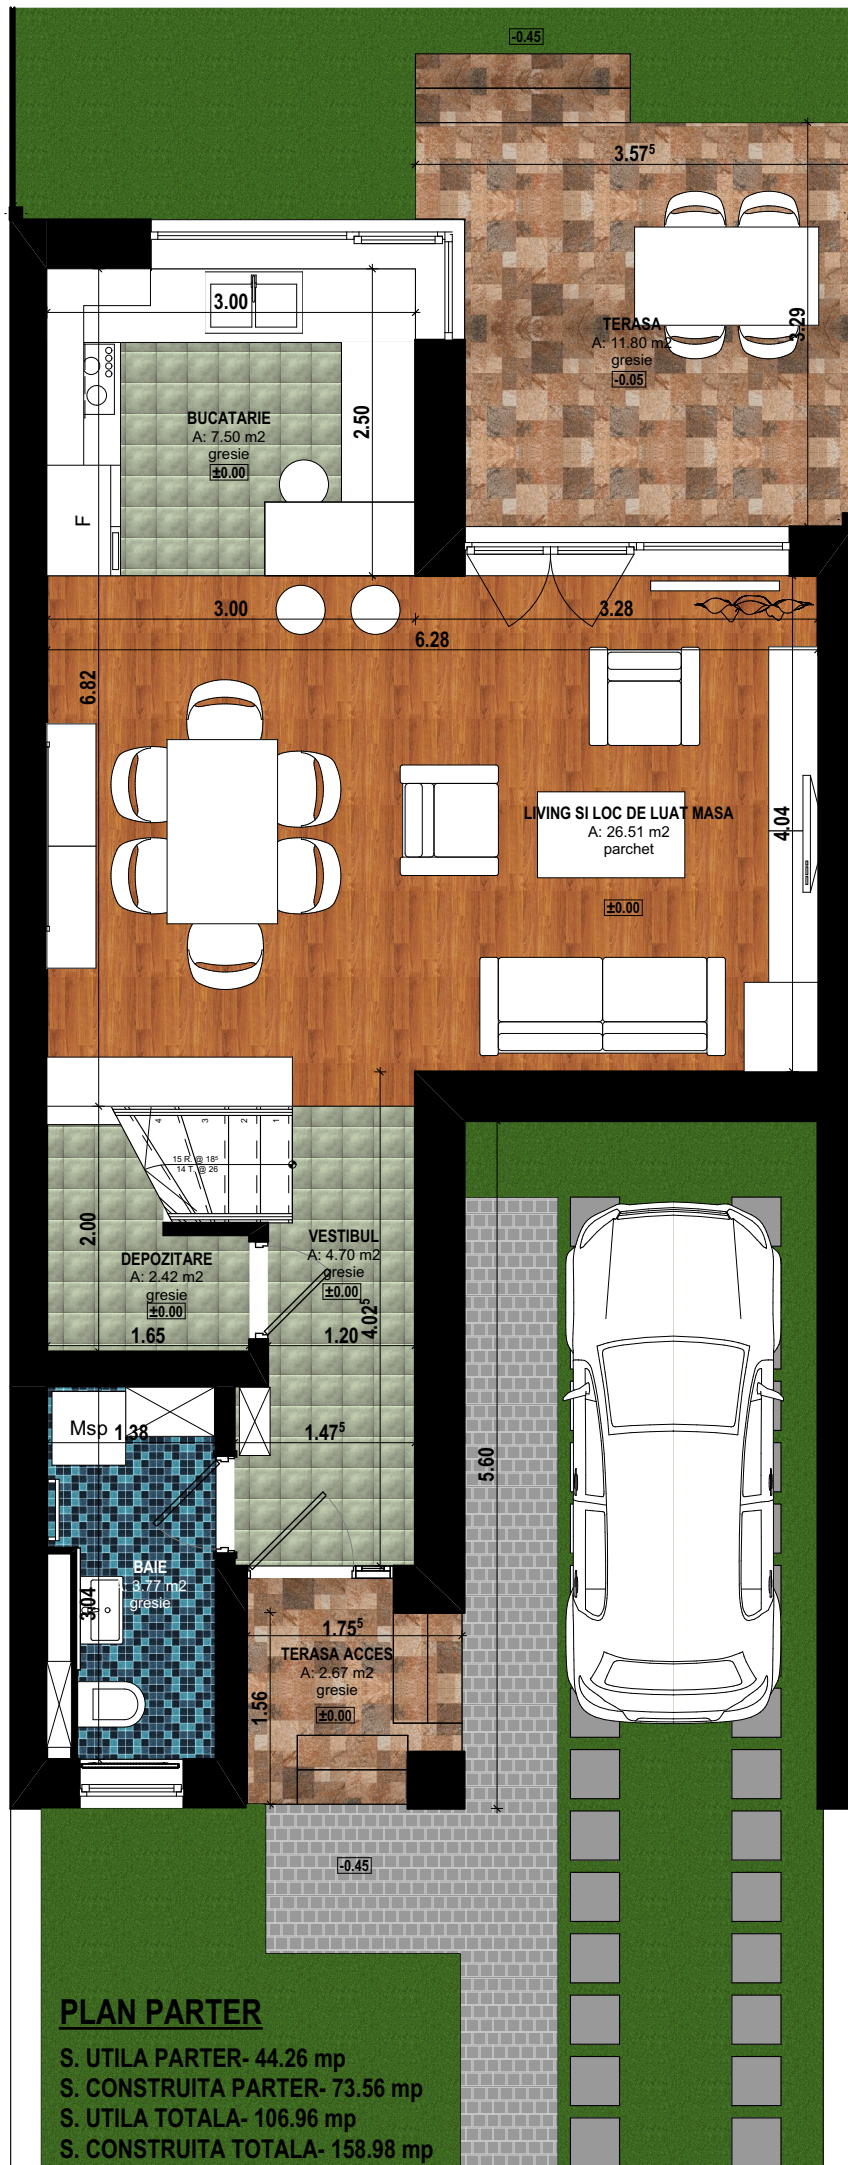 -0.45
3.57⁵
3.00
TERASA
A: 11.80 m2
gresie
-0.05
3.29
BUCATARIE
A: 7.50 m2
gresie
±0.00
2.50
F
3.00
3.28
6.28
6.82
LIVING SI LOC DE LUAT MASA
A: 26.51 m2
parchet
4.04
±0.00
4
3
2
1
15 R. @ 18⁵
14 T. @ 26
2.00
DEPOZITARE
A: 2.42 m2
gresie
±0.00
VESTIBUL
A: 4.70 m2
gresie
±0.00
4.02⁵
1.65
1.20
Msp
1.38
1.47⁵
5.60
BAIE
A: 3.77 m2
gresie
3.04
1.75⁵
TERASA ACCES
A: 2.67 m2
gresie
±0.00
1.56
-0.45
PLAN PARTER
S. UTILA PARTER- 44.26 mp
S. CONSTRUITA PARTER- 73.56 mp
S. UTILA TOTALA- 106.96 mp
S. CONSTRUITA TOTALA- 158.98 mp